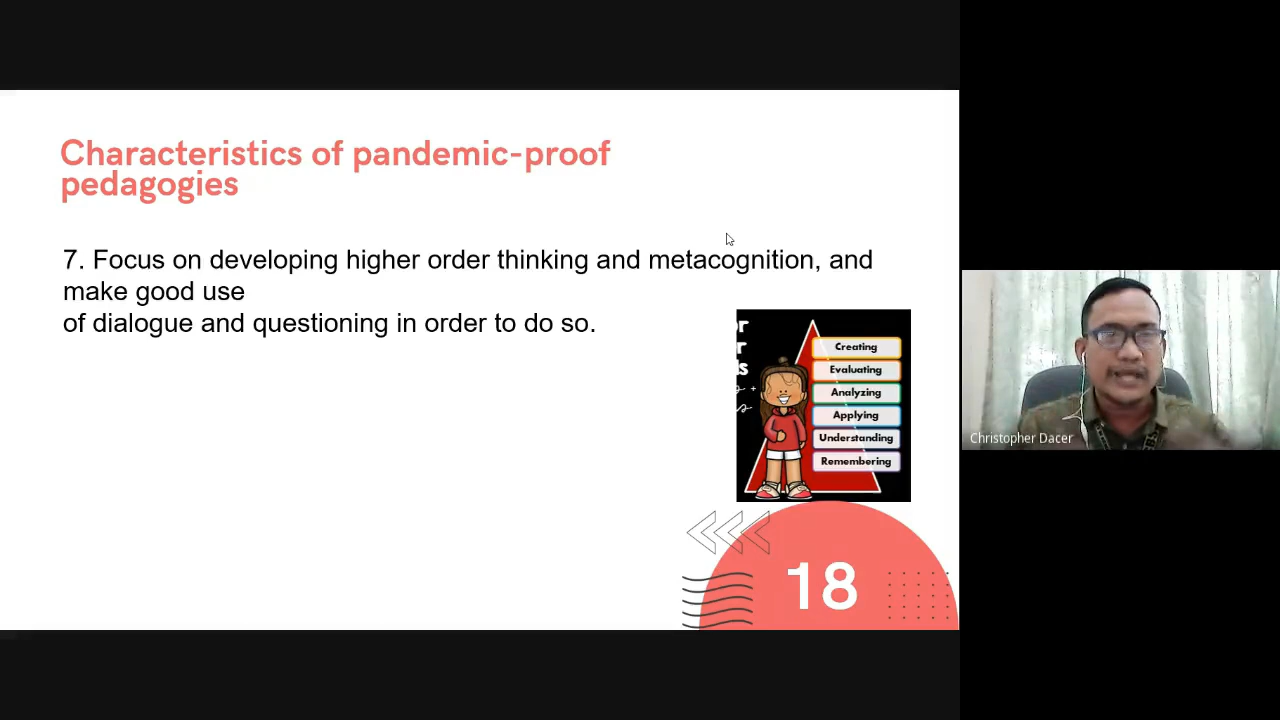 Characteristics of pandemic-proof
pedagogies
7. Focus on developing higher order thinking and metacognition, and
make good use
of dialogue and questioning in order to do so.
Creating
Evaluating
Analyzing
Applying
Understanding
Remembering
18
Christopher Dacer